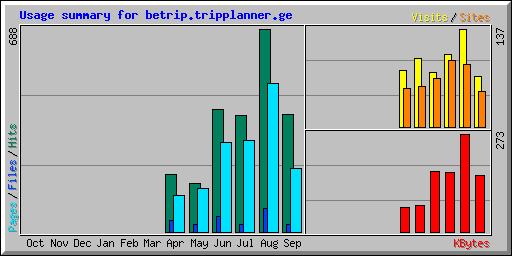 Usage summary for betrip.tripplanner.ge
Visits / Sites
688
137
273
Pages / Files / Hits
Oct Nov Dec Jan Feb Mar Apr May Jun Jul Aug Sep
KBytes